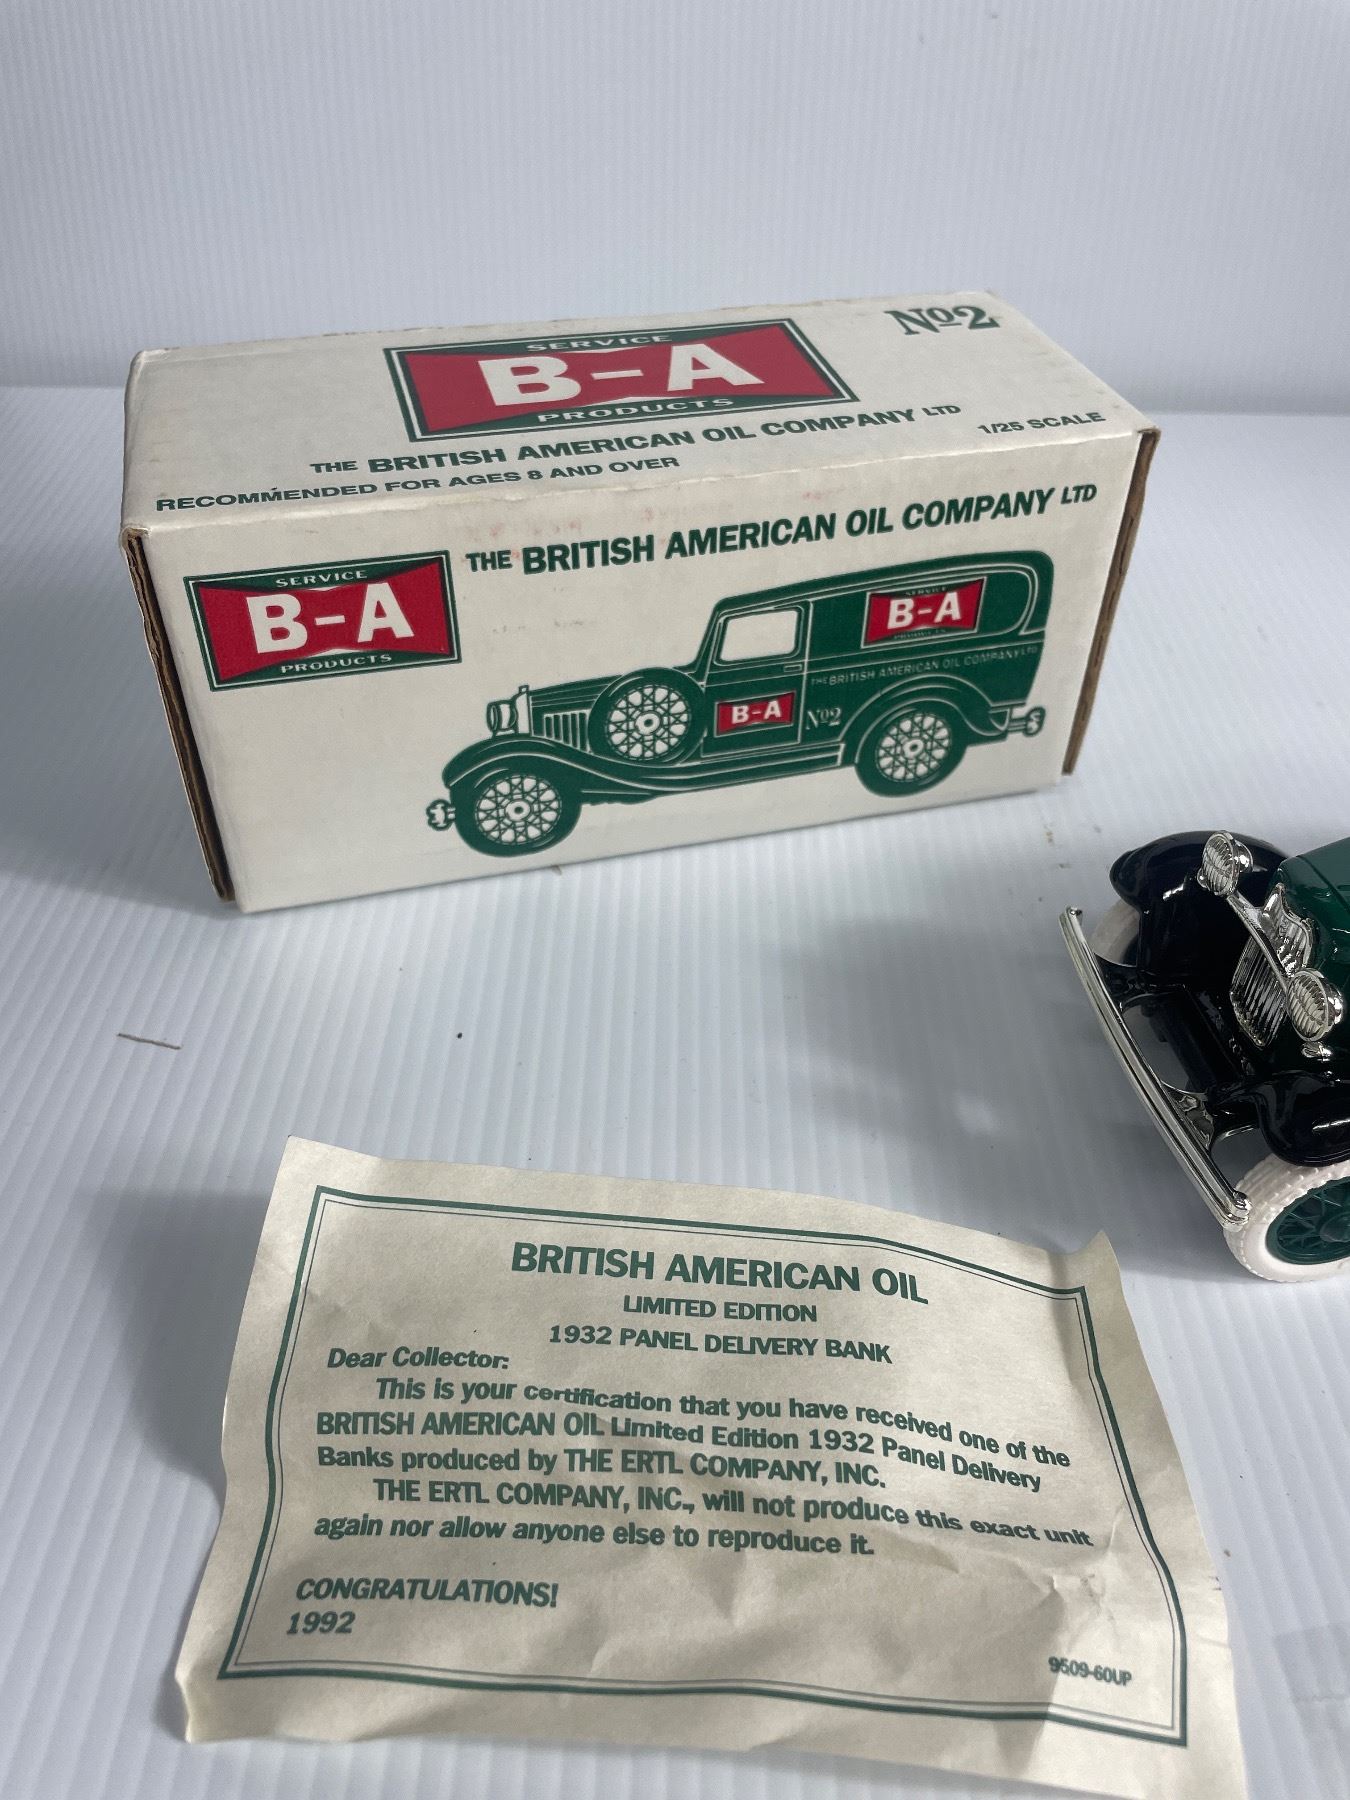 SERVICE
B-A
PRODUCTS
No2
THE BRITISH AMERICAN OIL COMPANY LTD
RECOMMENDED FOR AGES 8 AND OVER
1/25 SCALE
SERVICE
B-A
PRODUCTS
THE BRITISH AMERICAN OIL COMPANY LTD
SERVICE
B-A
PRODUCTS
THE BRITISH AMERICAN OIL COMPANY LTD
B-A
No2
BRITISH AMERICAN OIL
LIMITED EDITION
1932 PANEL DELIVERY BANK
Dear Collector:
This is your certification that you have received one of the
BRITISH AMERICAN OIL Limited Edition 1932 Panel Delivery
Banks produced by THE ERTL COMPANY, INC.
THE ERTL COMPANY, INC., will not produce this exact unit
again nor allow anyone else to reproduce it.
CONGRATULATIONS!
1992
9509-60UP